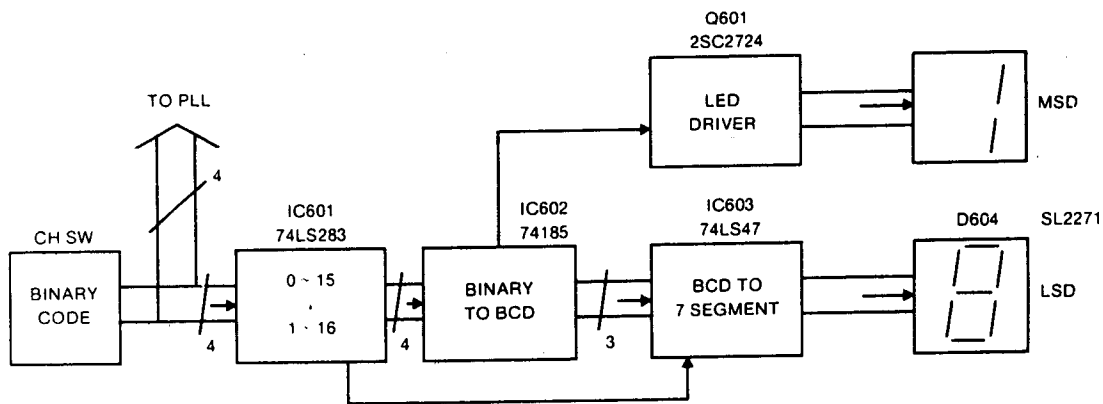 Q601
2SC2724
TO PLL
LED
DRIVER
MSD
4
IC601
74LS283
IC602
74185
IC603
74LS47
D604
SL2271
CH SW
BINARY
CODE
0 ~ 15
1 ~ 16
BINARY
TO BCD
BCD TO
7 SEGMENT
LSD
4
4
3